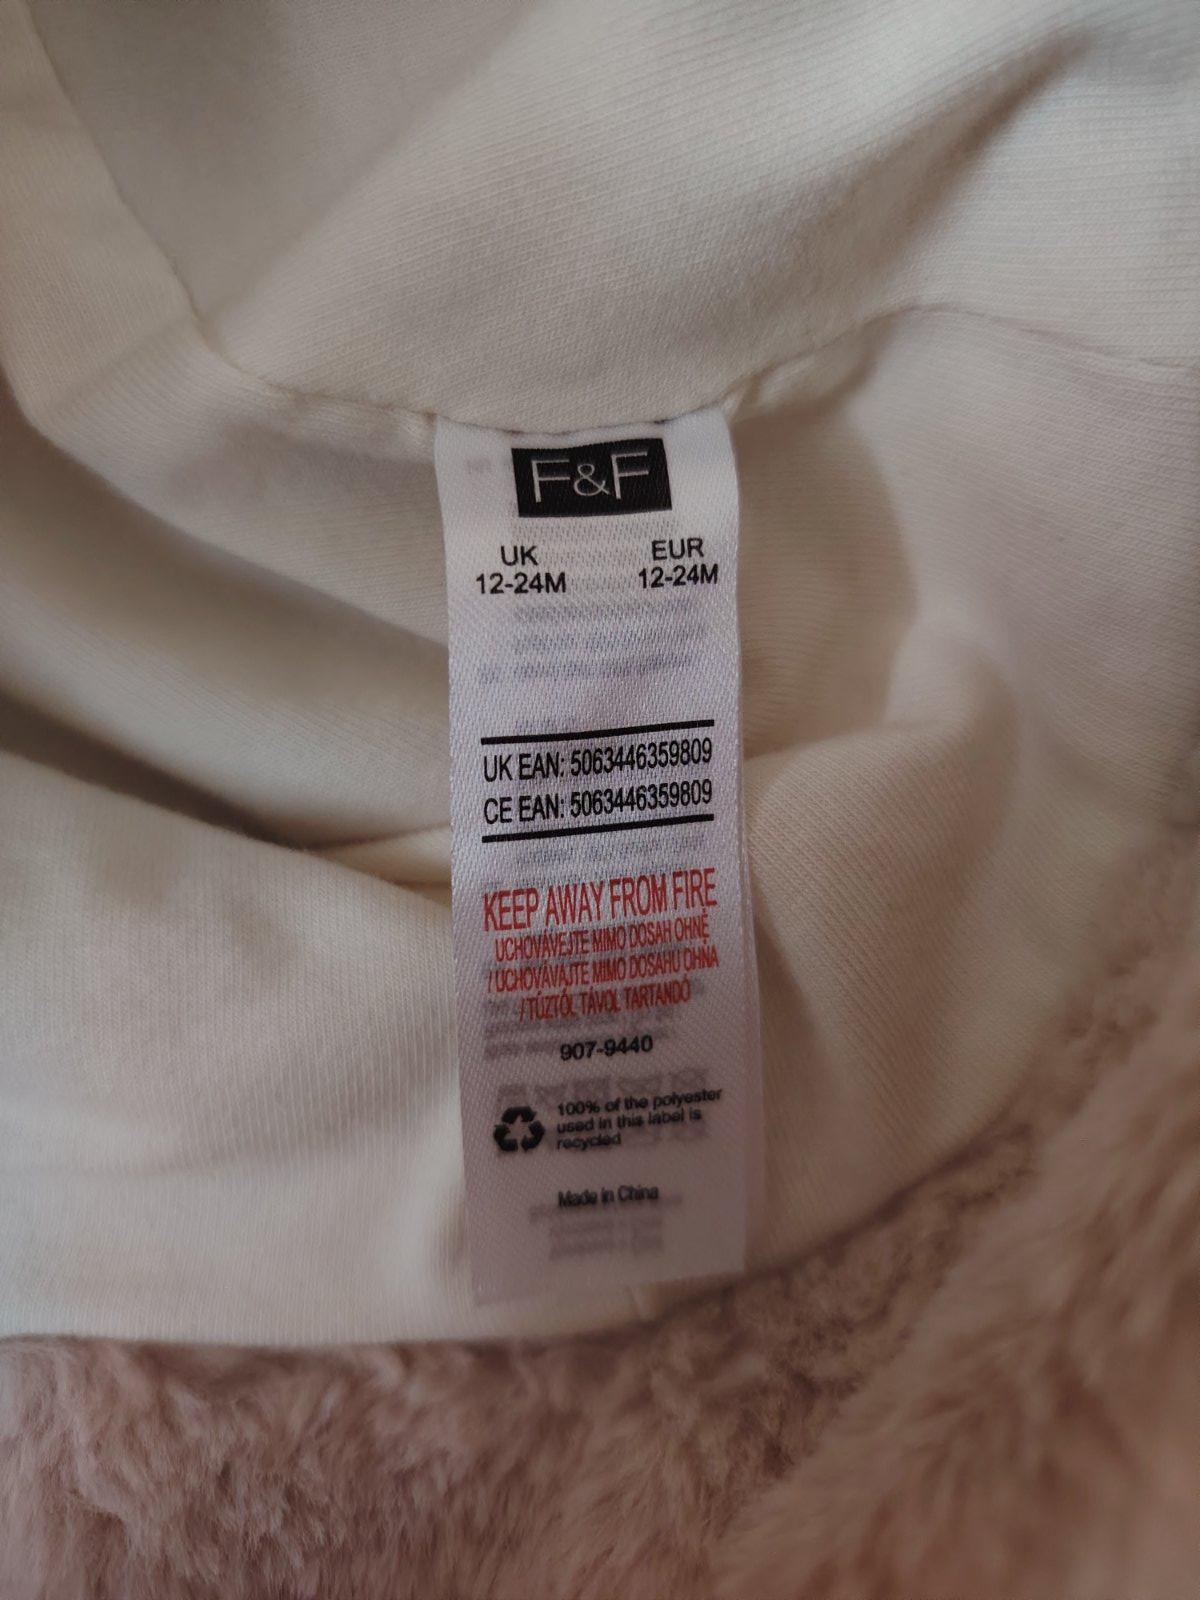 F&F
UK EUR
12-24M 12-24M
UK EAN: 5063446359809
CE EAN: 5063446359809
KEEP AWAY FROM FIRE
UCHOVÁVEJTE MIMO DOSAH OHNĚ
/ UCHOVÁVAJTE MIMO DOSAHU OHŇA
/ TŰZTŐL TÁVOL TARTANDÓ
907-9440
100% of the polyester
used in this label is
recycled
Made in China